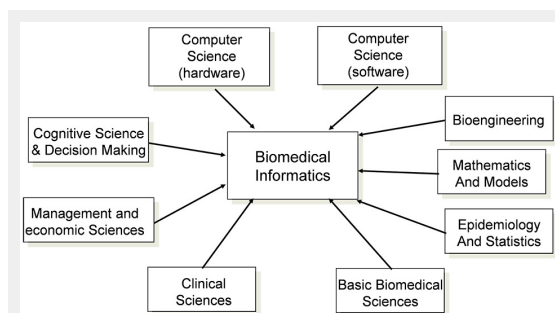 Computer
Science
(hardware)
Computer
Science
(software)
Cognitive Science
& Decision Making
Biomedical
Informatics
Bioengineering
Mathematics
And Models
Management and
economic Sciences
Epidemiology
And Statistics
Clinical
Sciences
Basic Biomedical
Sciences